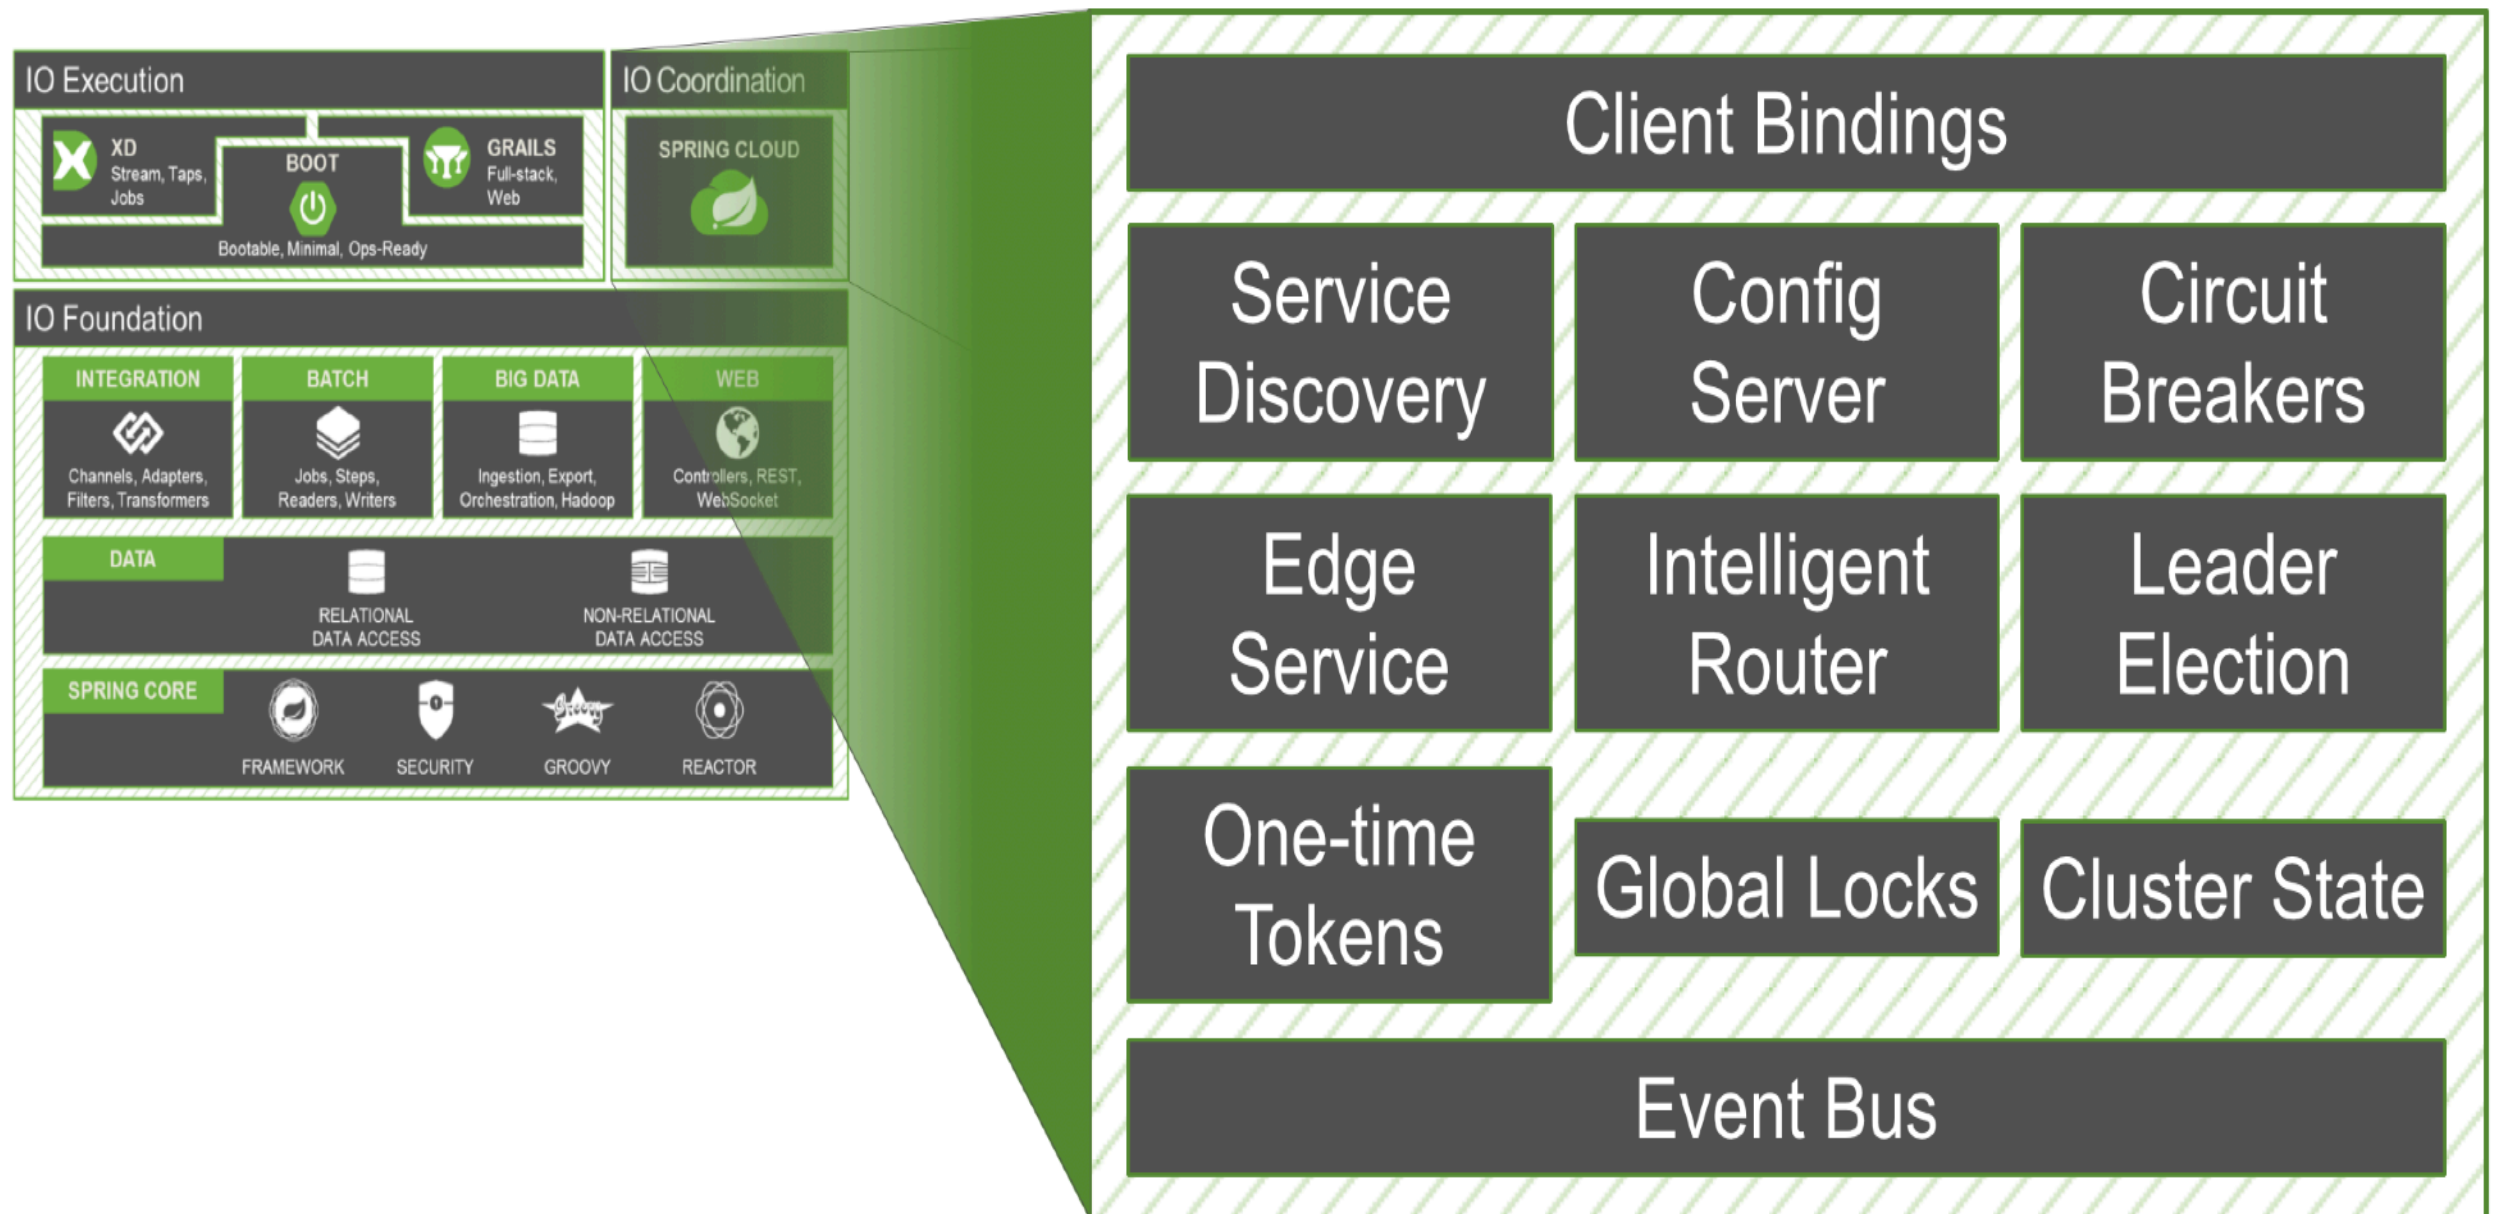 IO Execution
XD
Stream, Taps,
Jobs
BOOT
GRAILS
Full-stack,
Web
Bootable, Minimal, Ops-Ready
IO Coordination
SPRING CLOUD
IO Foundation
INTEGRATION
Channels, Adapters,
Filters, Transformers
BATCH
Jobs, Steps,
Readers, Writers
BIG DATA
Ingestion, Export,
Orchestration, Hadoop
WEB
Controllers, REST,
WebSocket
DATA
RELATIONAL
DATA ACCESS
NON-RELATIONAL
DATA ACCESS
SPRING CORE
FRAMEWORK
SECURITY
Groovy
GROOVY
REACTOR
Client Bindings
Service
Discovery
Config
Server
Circuit
Breakers
Edge
Service
Intelligent
Router
Leader
Election
One-time
Tokens
Global Locks
Cluster State
Event Bus